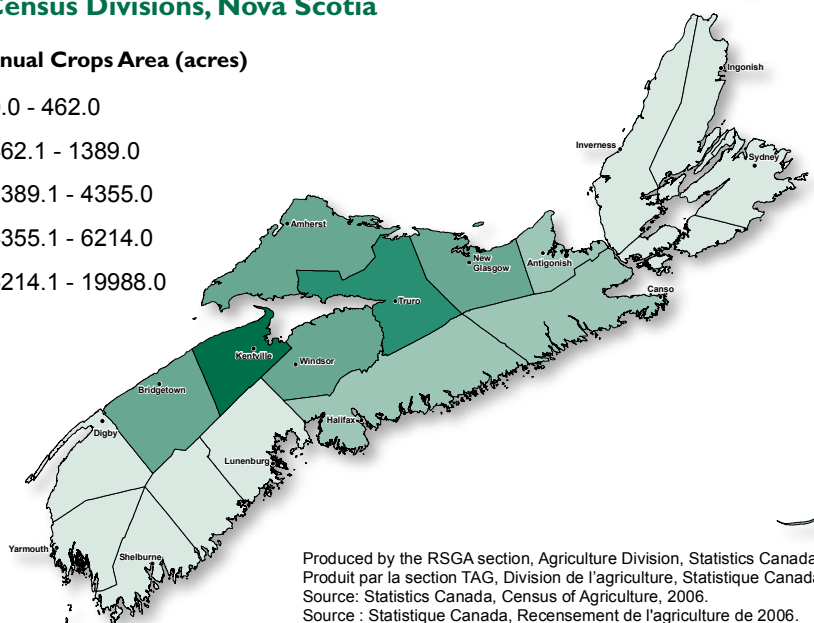 Census Divisions, Nova Scotia
nual Crops Area (acres)
.0 - 462.0
62.1 - 1389.0
389.1 - 4355.0
355.1 - 6214.0
214.1 - 19988.0
Ingonish
Inverness
Sydney
Amherst
New
Glasgow
Antigonish
Canso
Truro
Kentville
Windsor
Bridgetown
Halifax
Digby
Lunenburg
Yarmouth
Shelburne
Produced by the RSGA section, Agriculture Division, Statistics Canada
Produit par la section TAG, Division de l'agriculture, Statistique Canada
Source: Statistics Canada, Census of Agriculture, 2006.
Source : Statistique Canada, Recensement de l'agriculture de 2006.